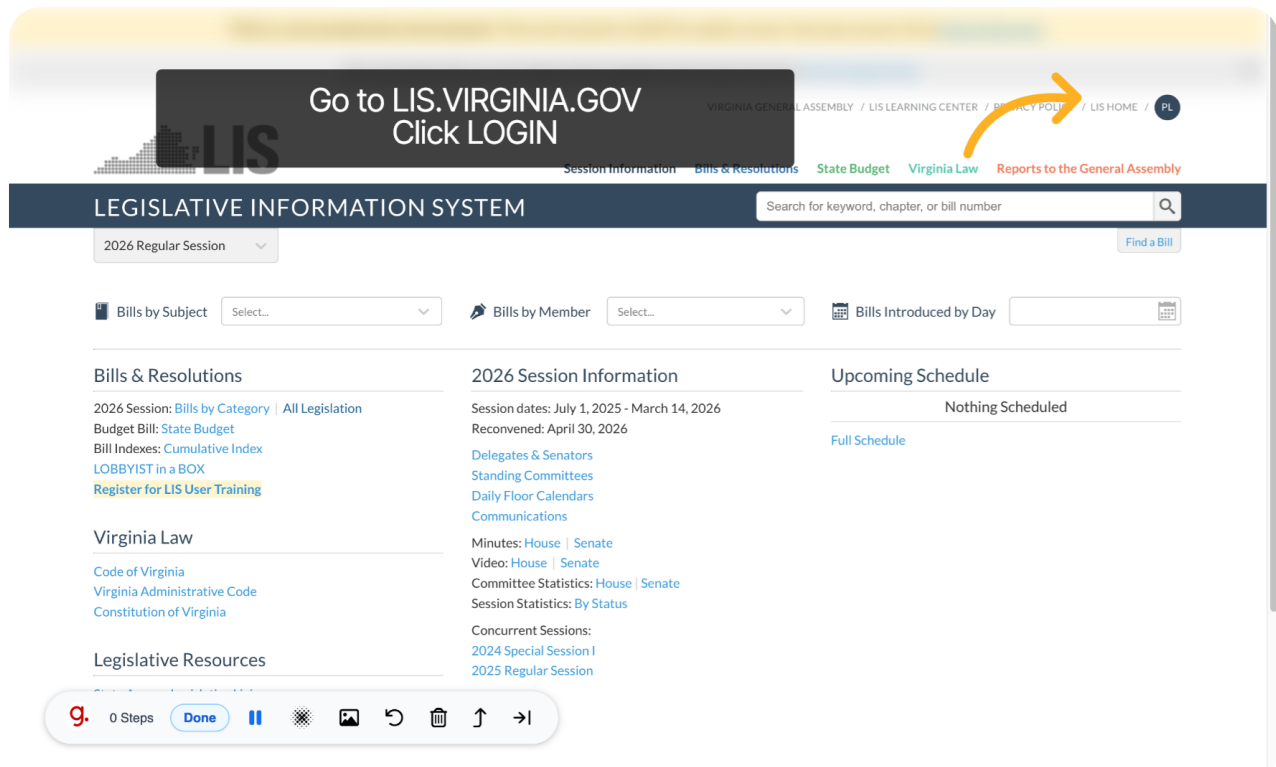 Go to LIS.VIRGINIA.GOV
Click LOGIN
VIRGINIA GENERAL ASSEMBLY / LIS LEARNING CENTER / PRIVACY POLICY / LIS HOME / PL
LIS
Session Information Bills & Resolutions State Budget Virginia Law Reports to the General Assembly
LEGISLATIVE INFORMATION SYSTEM
Search for keyword, chapter, or bill number
2026 Regular Session
Find a Bill
Bills by Subject Select...
Bills by Member Select...
Bills Introduced by Day
Bills & Resolutions
2026 Session: Bills by Category | All Legislation
Budget Bill: State Budget
Bill Indexes: Cumulative Index
LOBBYIST in a BOX
Register for LIS User Training
Virginia Law
Code of Virginia
Virginia Administrative Code
Constitution of Virginia
Legislative Resources
2026 Session Information
Session dates: July 1, 2025 - March 14, 2026
Reconvened: April 30, 2026
Delegates & Senators
Standing Committees
Daily Floor Calendars
Communications
Minutes: House | Senate
Video: House | Senate
Committee Statistics: House | Senate
Session Statistics: By Status
Concurrent Sessions:
2024 Special Session I
2025 Regular Session
Upcoming Schedule
Nothing Scheduled
Full Schedule
g. 0 Steps Done